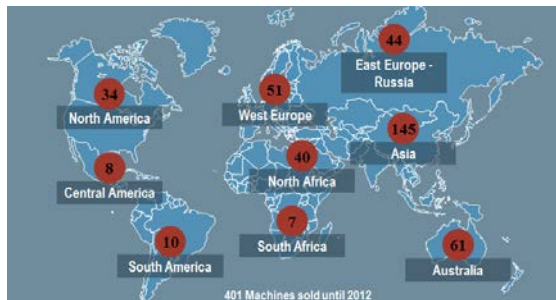 44
East Europe -
Russia
34
North America
51
West Europe
145
Asia
40
North Africa
8
Central America
7
South Africa
10
South America
61
Australia
401 Machines sold until 2012